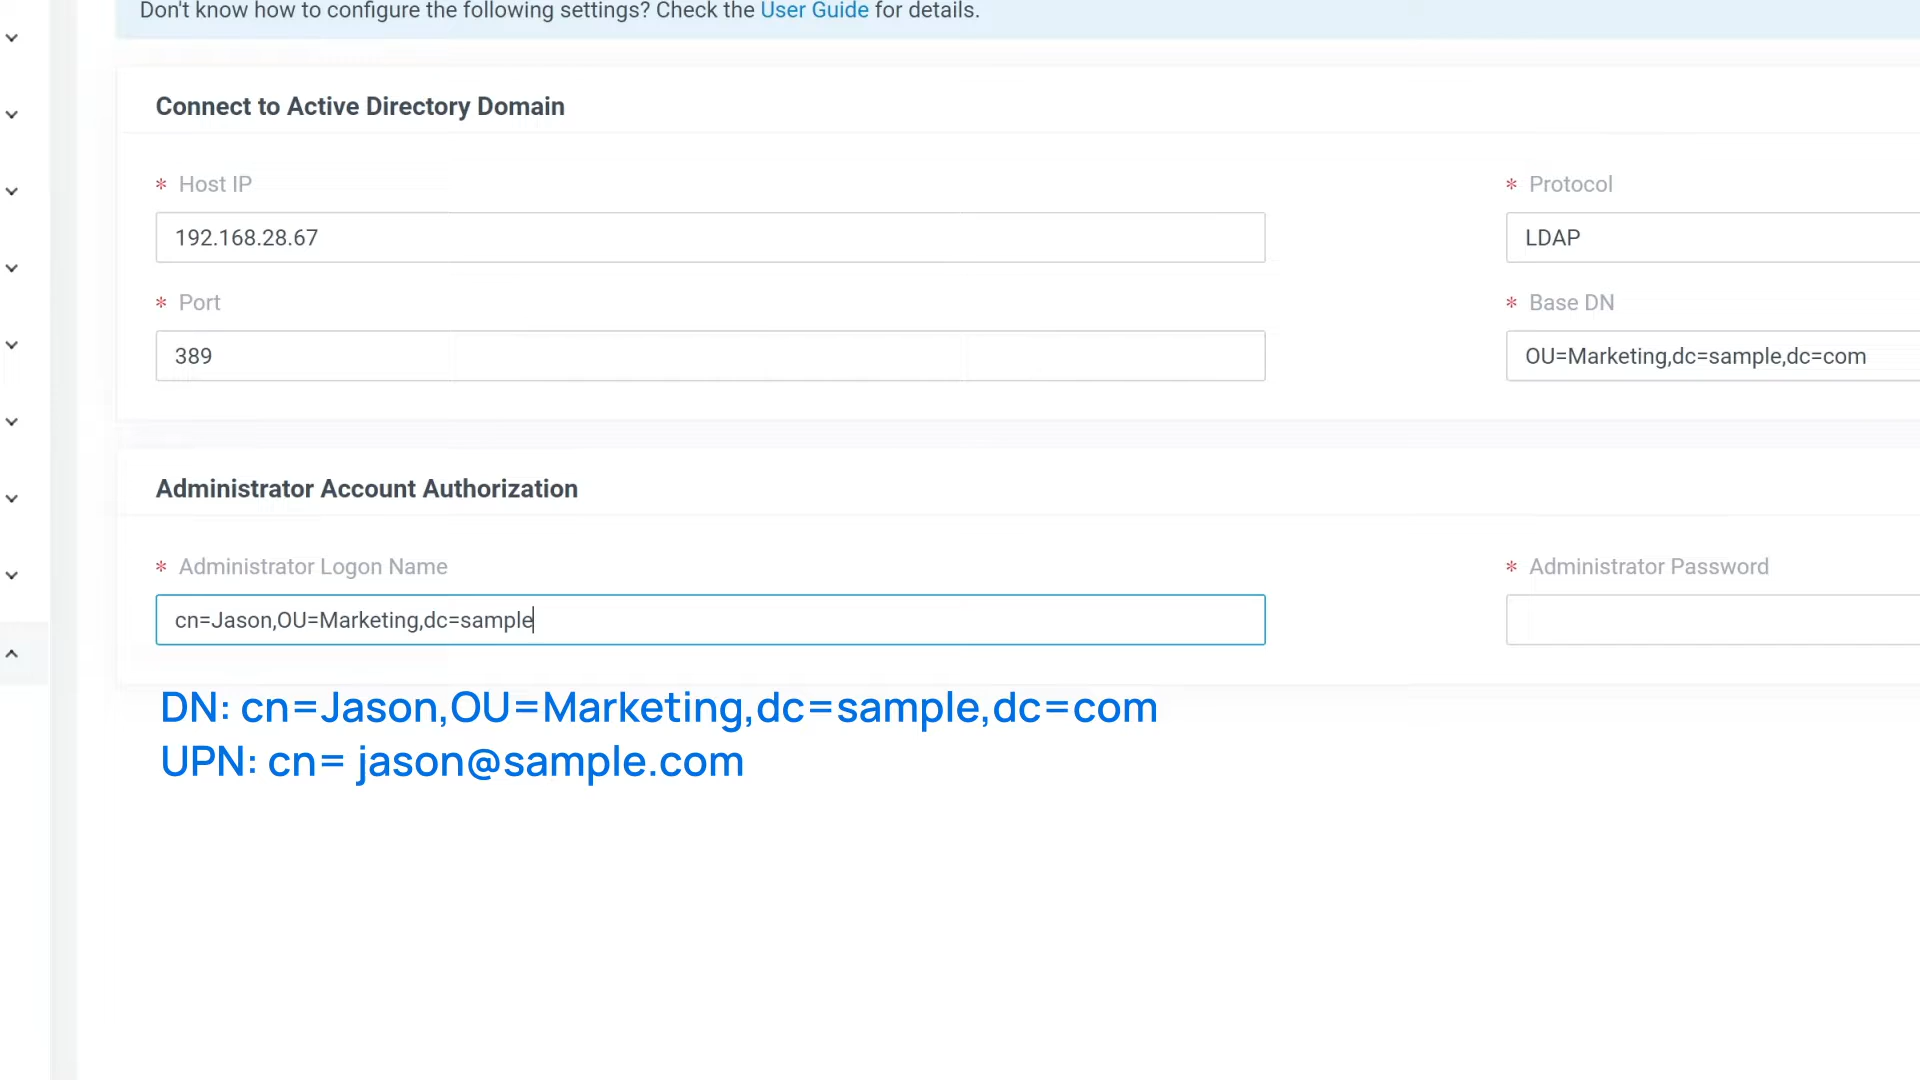 Don't know how to configure the following settings? Check the User Guide for details.
Connect to Active Directory Domain
* Host IP
* Protocol
192.168.28.67
LDAP
* Port
* Base DN
389
OU=Marketing,dc=sample,dc=com
Administrator Account Authorization
* Administrator Logon Name
* Administrator Password
cn=Jason,OU=Marketing,dc=sample
DN: cn=Jason,OU=Marketing,dc=sample,dc=com
UPN: cn= jason@sample.com